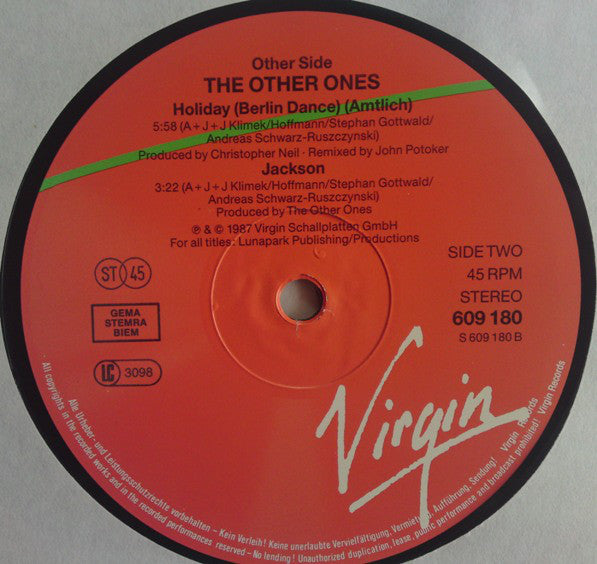 Other Side
THE OTHER ONES
Holiday (Berlin Dance) (Amtlich)
5:58 (A + J + J Klimek/Hoffmann/Stephan Gottwald/
Andreas Schwarz-Ruszczynski)
Produced by Christopher Neil · Remixed by John Potoker
Jackson
3:22 (A + J + J Klimek/Hoffmann/Stephan Gottwald/
Andreas Schwarz-Ruszczynski)
Produced by The Other Ones
℗ & © 1987 Virgin Schallplatten GmbH
For all titles: Lunapark Publishing/Productions
SIDE TWO
45 RPM
STEREO
609 180
S 609 180 B
ST 45
GEMA
STEMRA
BIEM
LC 3098
Virgin
Alle Urheber- und Leistungsschutzrechte vorbehalten – Kein Verleih! Keine unerlaubte Vervielfältigung, Vermietung, Aufführung, Sendung! Virgin Records
All copyrights in the recorded works and in the recorded performances reserved – No lending! Unauthorized duplication, lease, public performance and broadcast prohibited! Virgin Records